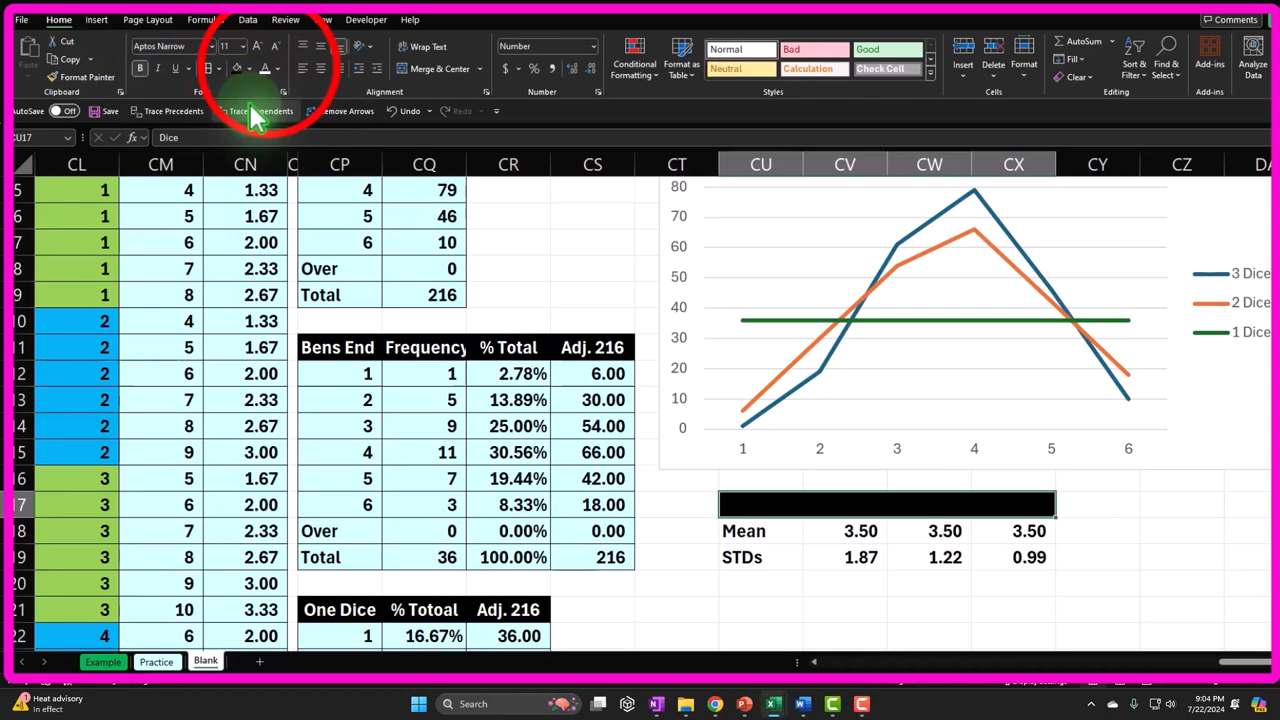 File Home Insert Page Layout Formu Data Review Developer Help Comments
Cut
Copy
Format Painter
Paste
Clipboard
Aptos Narrow 11
B I U
Wrap Text
Merge & Center
Alignment
Number
$ % 9
Number
Conditional Formatting
Format as Table
Normal Bad Good
Neutral Calculation Check Cell
Styles
Insert Delete Format
Cells
AutoSum
Fill
Clear
Sort & Filter
Find & Select
Editing
Add-ins
Add-ins
Analyze Data
AutoSave Off Save Trace Precedents Trace Dependents Remove Arrows Undo Redo
CU17 fx Dice
CL CM CN C CP CQ CR CS CT CU CV CW CX CY CZ DA
5 1 4 1.33 4 79
6 1 5 1.67 5 46
7 1 6 2.00 6 10
8 1 7 2.33 Over 0
9 1 8 2.67 Total 216
10 2 4 1.33
11 2 5 1.67 Bens End Frequency % Total Adj. 216
12 2 6 2.00 1 1 2.78% 6.00
13 2 7 2.33 2 5 13.89% 30.00
14 2 8 2.67 3 9 25.00% 54.00
15 2 9 3.00 4 11 30.56% 66.00
16 3 5 1.67 5 7 19.44% 42.00
17 3 6 2.00 6 3 8.33% 18.00
18 3 7 2.33 Over 0 0.00% 0.00 Mean 3.50 3.50 3.50
19 3 8 2.67 Total 36 100.00% 216 STDs 1.87 1.22 0.99
20 3 9 3.00
21 3 10 3.33 One Dice % Totoal Adj. 216
22 4 6 2.00 1 16.67% 36.00
80
70
60
50
40
30
20
10
0
1 2 3 4 5 6
3 Dice
2 Dice
1 Dice
Example Practice Blank +
Heat advisory
In effect
Search
9:04 PM
7/22/2024